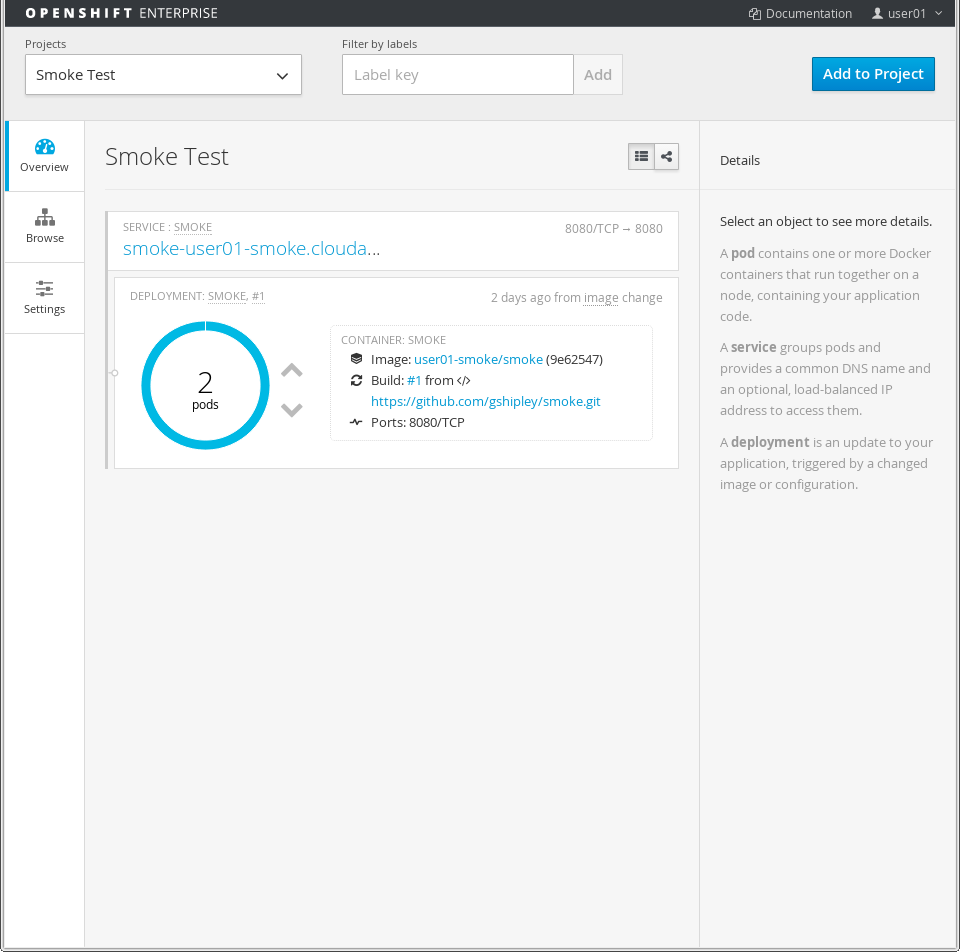 OPENSHIFT ENTERPRISE
Documentation
user01
Projects
Smoke Test
Filter by labels
Label key
Add
Add to Project
Overview
Browse
Settings
Smoke Test
SERVICE : SMOKE
8080/TCP → 8080
smoke-user01-smoke.clouda...
DEPLOYMENT: SMOKE, #1
2 days ago from image change
2
pods
CONTAINER: SMOKE
Image: user01-smoke/smoke (9e62547)
Build: #1 from </>
https://github.com/gshipley/smoke.git
Ports: 8080/TCP
Details
Select an object to see more details.
A pod contains one or more Docker
containers that run together on a
node, containing your application
code.
A service groups pods and
provides a common DNS name and
an optional, load-balanced IP
address to access them.
A deployment is an update to your
application, triggered by a changed
image or configuration.